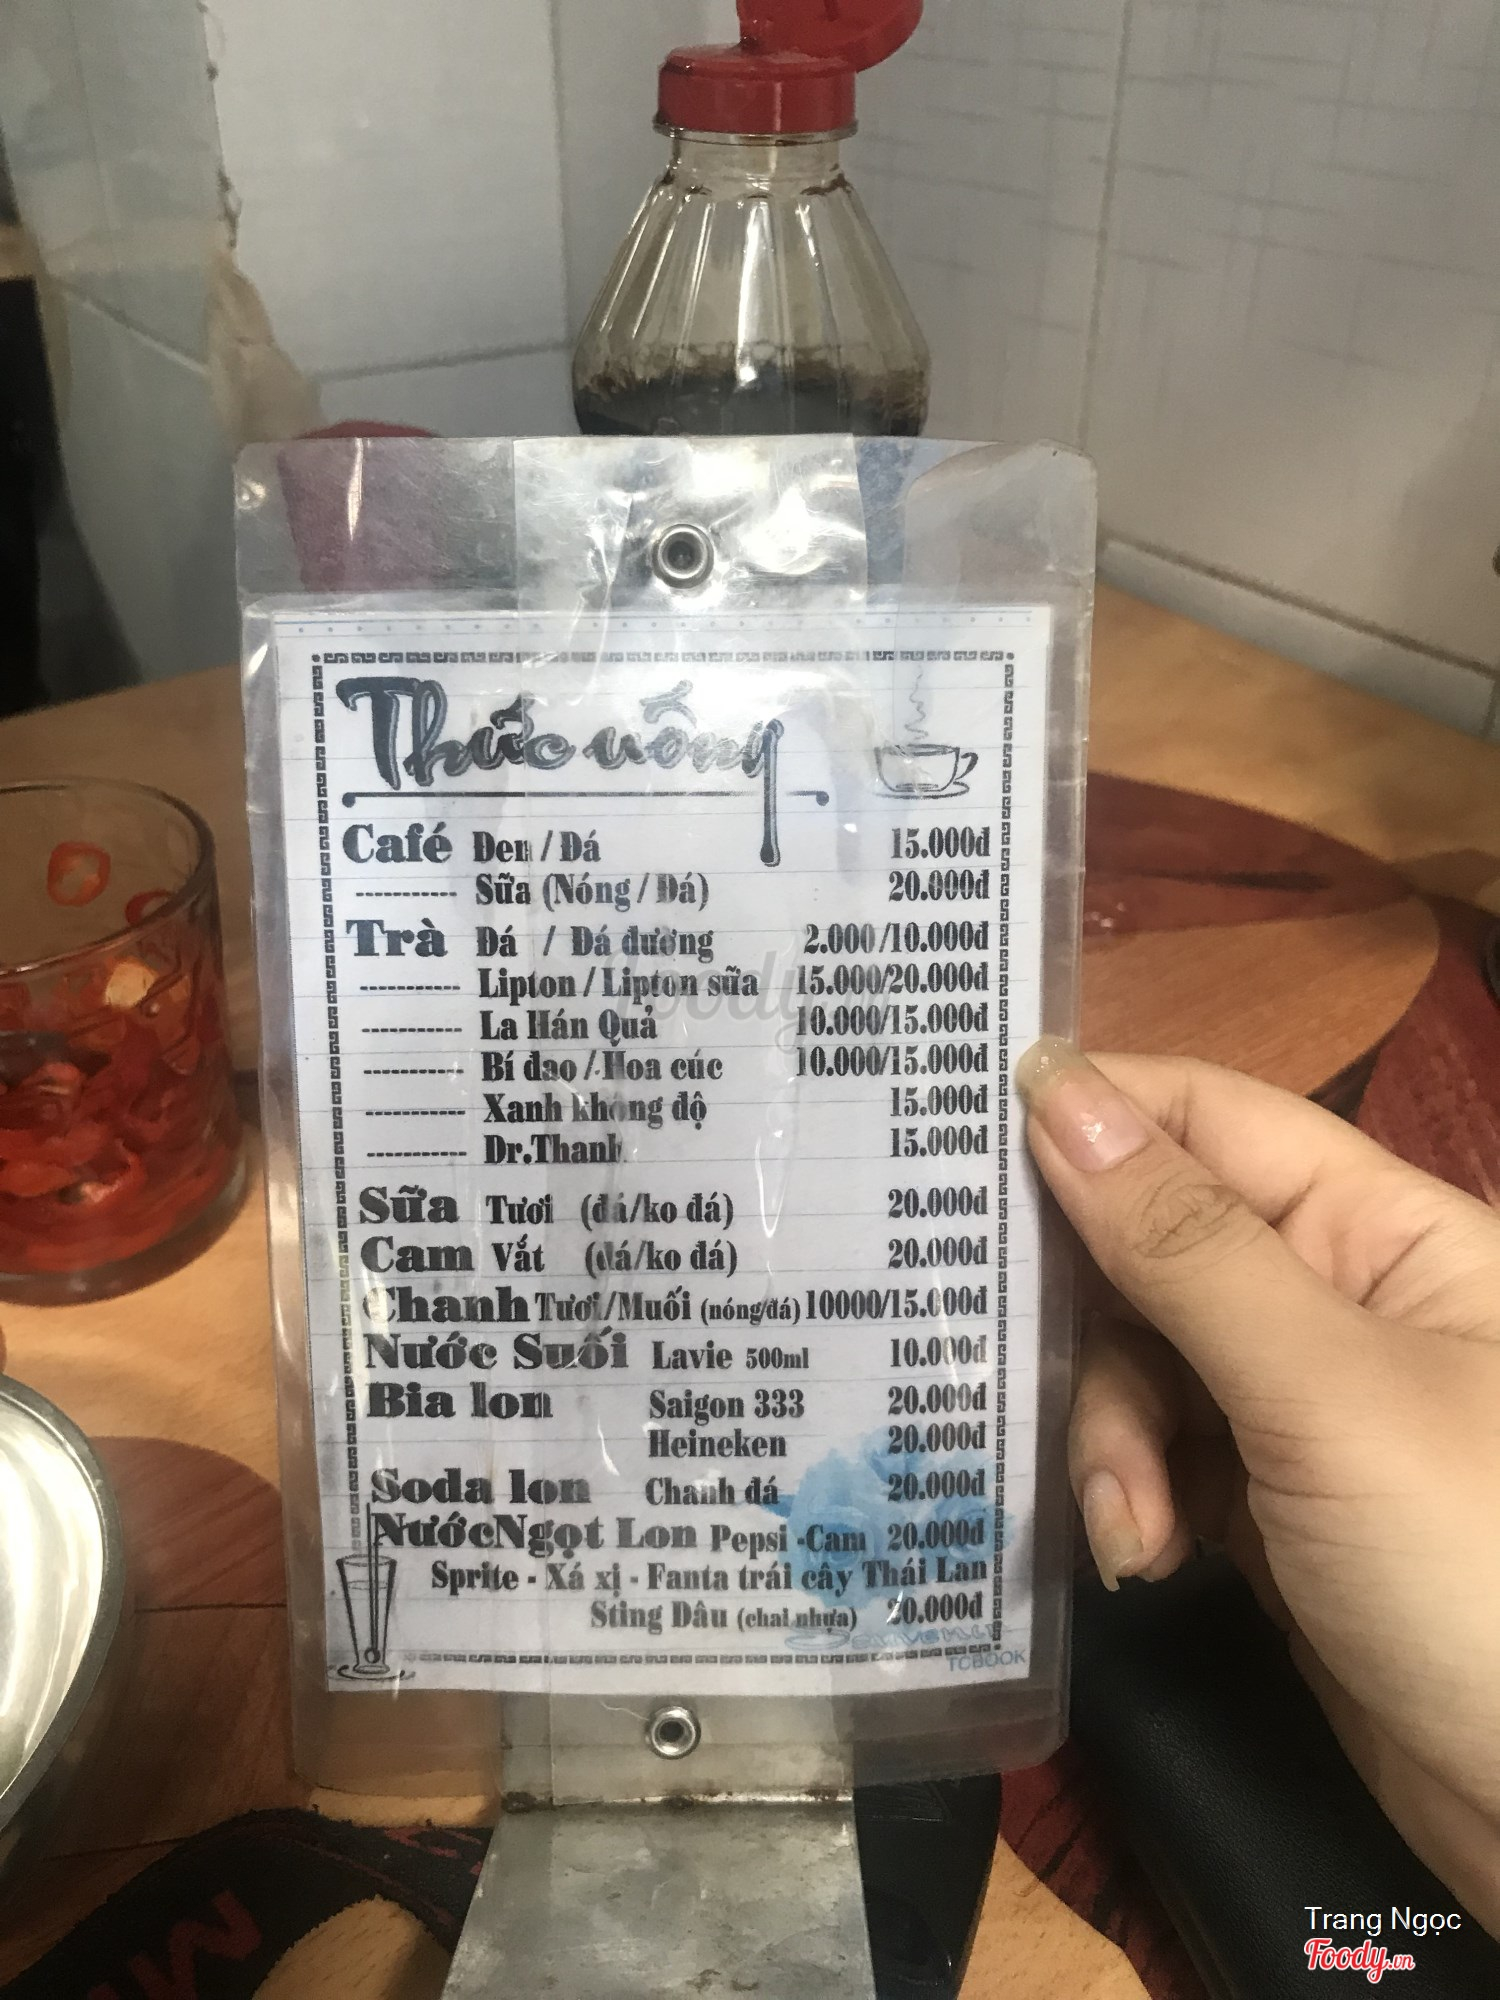 Thức uống
Café Đen / Đá 15.000đ
----------- Sữa (Nóng / Đá) 20.000đ
Trà Đá / Đá đường 2.000/10.000đ
----------- Lipton / Lipton sữa 15.000/20.000đ
----------- La Hán Quả 10.000/15.000đ
----------- Bí đao / Hoa cúc 10.000/15.000đ
----------- Xanh không độ 15.000đ
----------- Dr.Thanh 15.000đ
Sữa Tươi (đá/ko đá) 20.000đ
Cam Vắt (đá/ko đá) 20.000đ
Chanh Tươi/Muối (nóng/đá) 10000/15.000đ
Nước Suối Lavie 500ml 10.000đ
Bia lon Saigon 333 20.000đ
Heineken 20.000đ
Soda lon Chanh đá 20.000đ
NướcNgọt Lon Pepsi -Cam 20.000đ
Sprite - Xá xị - Fanta trái cây Thái Lan
Sting Dâu (chai nhựa) 20.000đ
TCBOOK
foody.vn
Trang Ngọc
Foody.vn